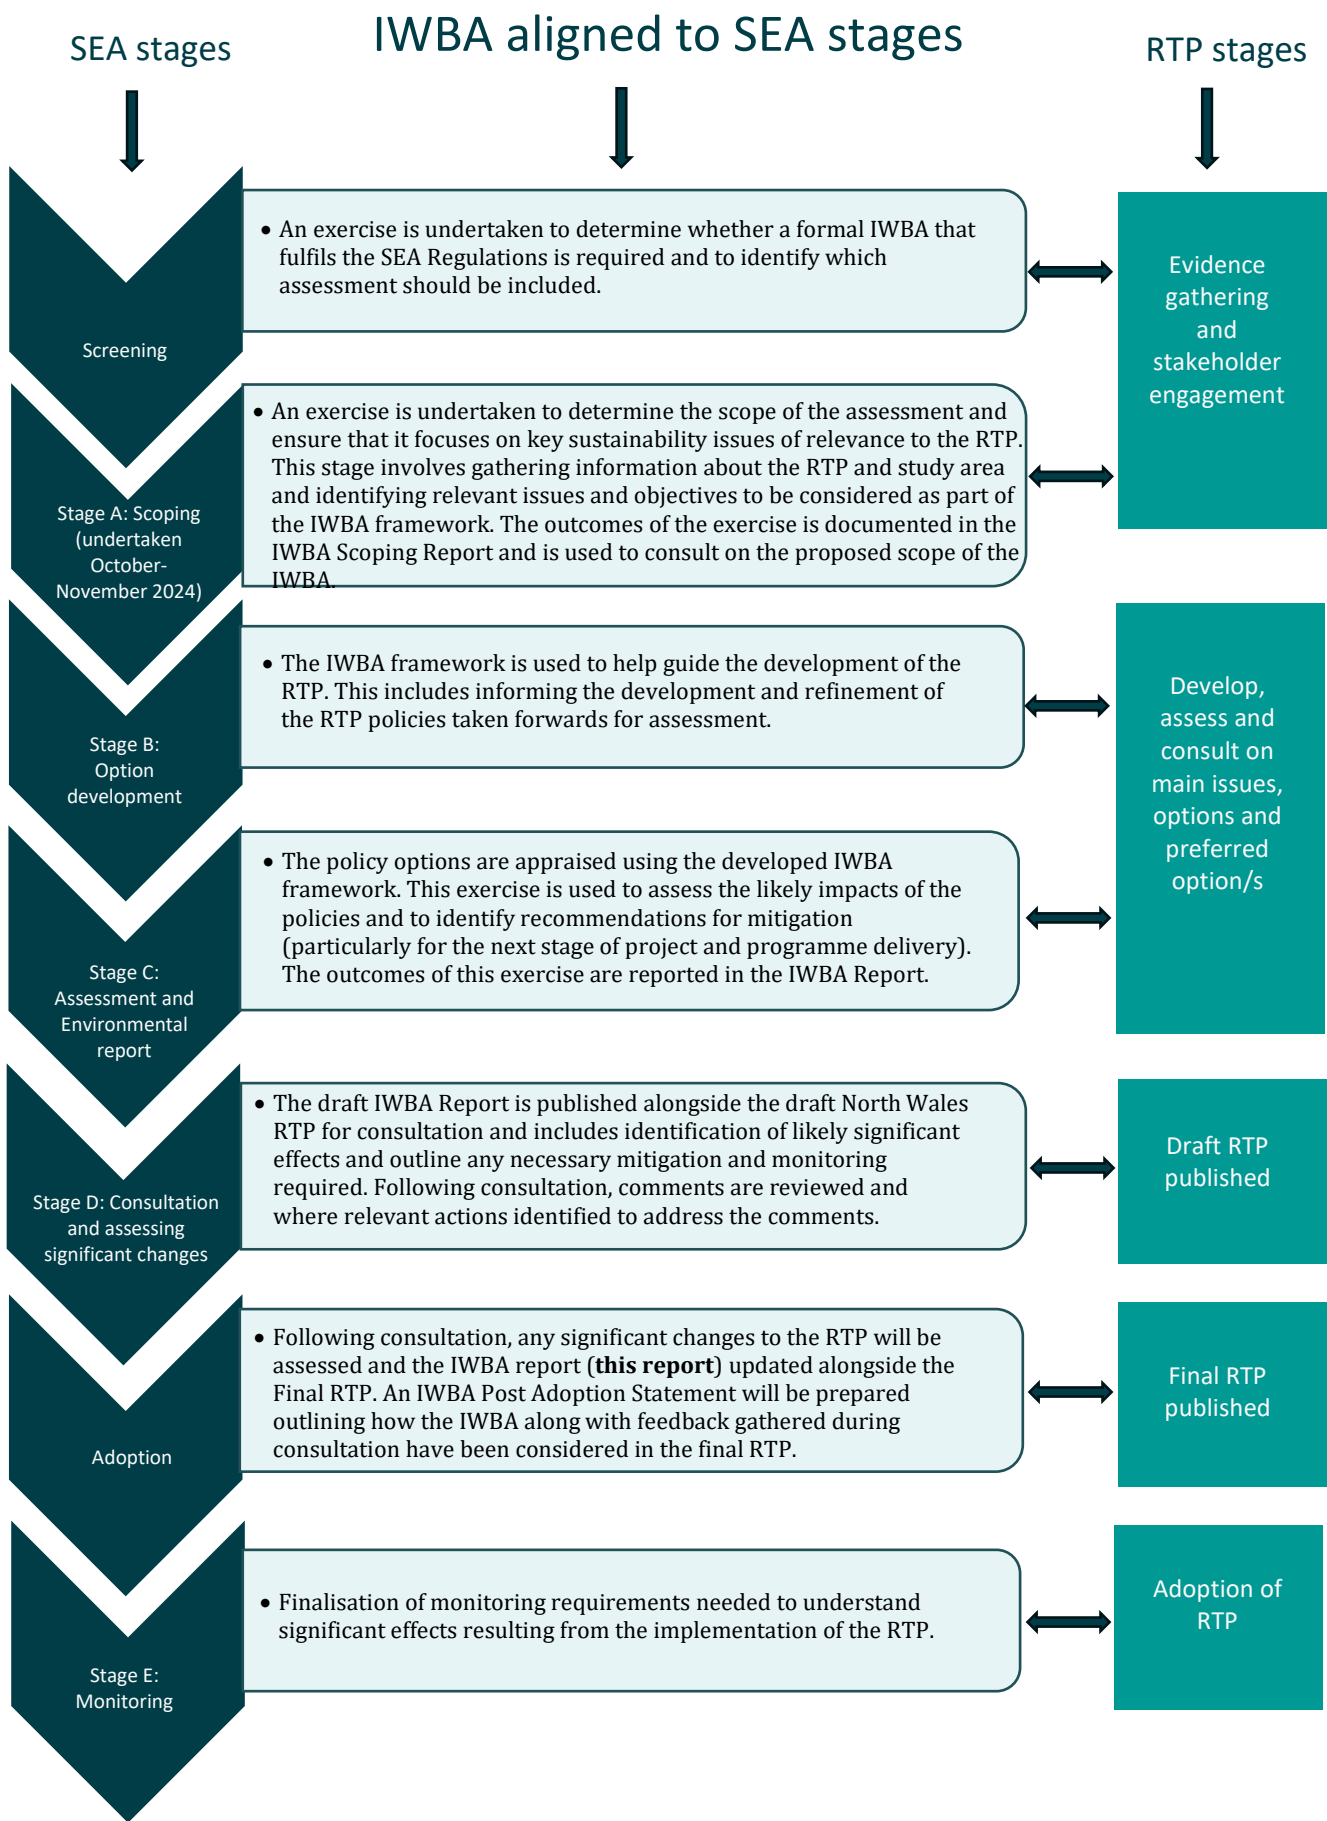 SEA stages
IWBA aligned to SEA stages
RTP stages
Screening
• An exercise is undertaken to determine whether a formal IWBA that
fulfils the SEA Regulations is required and to identify which
assessment should be included.
Evidence
gathering
and
stakeholder
engagement
Stage A: Scoping
(undertaken
October-
November 2024)
• An exercise is undertaken to determine the scope of the assessment and
ensure that it focuses on key sustainability issues of relevance to the RTP.
This stage involves gathering information about the RTP and study area
and identifying relevant issues and objectives to be considered as part of
the IWBA framework. The outcomes of the exercise is documented in the
IWBA Scoping Report and is used to consult on the proposed scope of the
IWBA.
Stage B:
Option
development
• The IWBA framework is used to help guide the development of the
RTP. This includes informing the development and refinement of
the RTP policies taken forwards for assessment.
Develop,
assess and
consult on
main issues,
options and
preferred
option/s
Stage C:
Assessment and
Environmental
report
• The policy options are appraised using the developed IWBA
framework. This exercise is used to assess the likely impacts of the
policies and to identify recommendations for mitigation
(particularly for the next stage of project and programme delivery).
The outcomes of this exercise are reported in the IWBA Report.
Stage D: Consultation
and assessing
significant changes
• The draft IWBA Report is published alongside the draft North Wales
RTP for consultation and includes identification of likely significant
effects and outline any necessary mitigation and monitoring
required. Following consultation, comments are reviewed and
where relevant actions identified to address the comments.
Draft RTP
published
Adoption
• Following consultation, any significant changes to the RTP will be
assessed and the IWBA report (this report) updated alongside the
Final RTP. An IWBA Post Adoption Statement will be prepared
outlining how the IWBA along with feedback gathered during
consultation have been considered in the final RTP.
Final RTP
published
Stage E:
Monitoring
• Finalisation of monitoring requirements needed to understand
significant effects resulting from the implementation of the RTP.
Adoption of
RTP